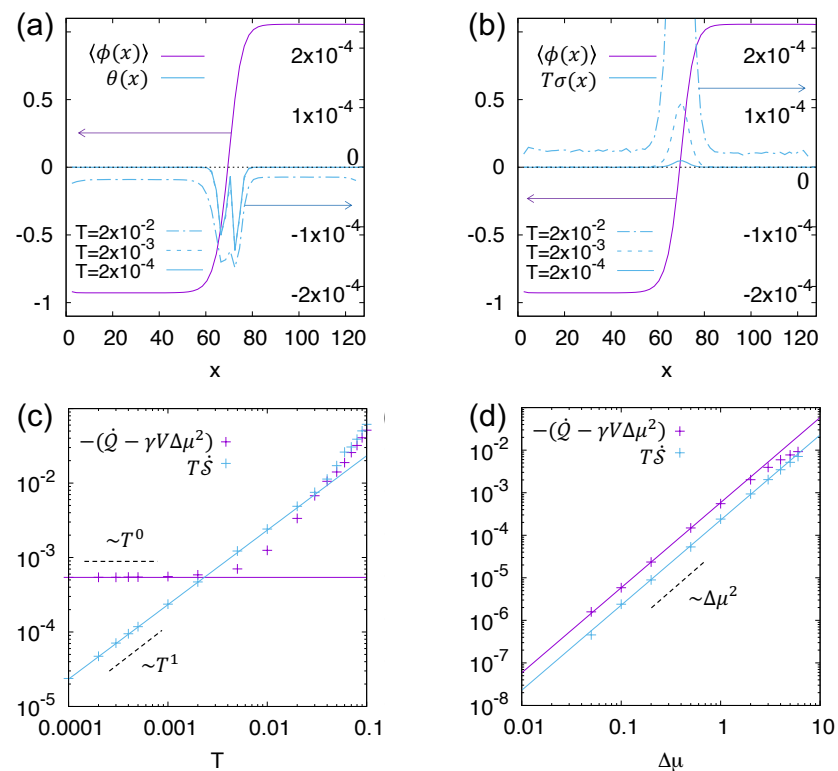 (a)
⟨ϕ(x)⟩
θ(x)
2x10⁻⁴
1x10⁻⁴
0
-1x10⁻⁴
-2x10⁻⁴
0.5
0
-0.5
-1
T=2x10⁻²
T=2x10⁻³
T=2x10⁻⁴
0 20 40 60 80 100 120
x
(b)
⟨ϕ(x)⟩
Tσ(x)
2x10⁻⁴
1x10⁻⁴
0
-1x10⁻⁴
-2x10⁻⁴
0.5
0
-0.5
-1
T=2x10⁻²
T=2x10⁻³
T=2x10⁻⁴
0 20 40 60 80 100 120
x
(c)
−(Q̇ − γVΔμ²)
TṠ
10⁻²
10⁻³
10⁻⁴
10⁻⁵
~T⁰
~T¹
0.0001 0.001 0.01 0.1
T
(d)
−(Q̇ − γVΔμ²)
TṠ
10⁻²
10⁻³
10⁻⁴
10⁻⁵
10⁻⁶
10⁻⁷
10⁻⁸
~Δμ²
0.01 0.1 1 10
Δμ